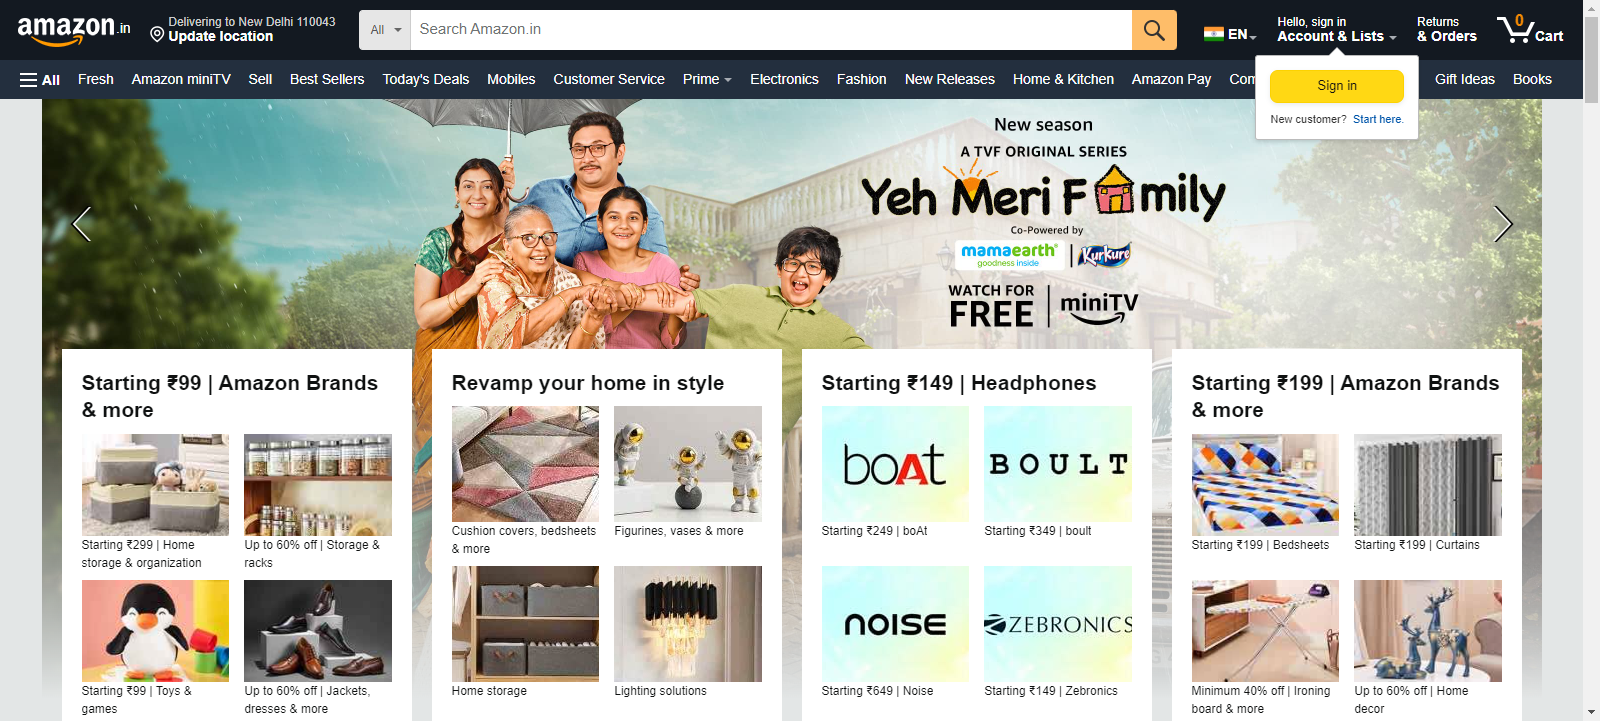 amazon.in
Delivering to New Delhi 110043
Update location
All
Search Amazon.in
EN
Hello, sign in
Account & Lists
Returns
& Orders
0
Cart
All
Fresh
Amazon miniTV
Sell
Best Sellers
Today's Deals
Mobiles
Customer Service
Prime
Electronics
Fashion
New Releases
Home & Kitchen
Amazon Pay
Com
Gift Ideas
Books
Sign in
New customer? Start here.
New season
A TVF ORIGINAL SERIES
Yeh Meri Family
Co-Powered by
mamaearth
goodness inside
Kurkure
WATCH FOR
FREE
miniTV
Starting ₹99 | Amazon Brands
& more
Starting ₹299 | Home
storage & organization
Up to 60% off | Storage &
racks
Starting ₹99 | Toys &
games
Up to 60% off | Jackets,
dresses & more
Revamp your home in style
Cushion covers, bedsheets
& more
Figurines, vases & more
Home storage
Lighting solutions
Starting ₹149 | Headphones
boAt
BOULT
Starting ₹249 | boAt
Starting ₹349 | boult
noise
ZEBRONICS
Starting ₹649 | Noise
Starting ₹149 | Zebronics
Starting ₹199 | Amazon Brands
& more
Starting ₹199 | Bedsheets
Starting ₹199 | Curtains
Minimum 40% off | Ironing
board & more
Up to 60% off | Home
decor